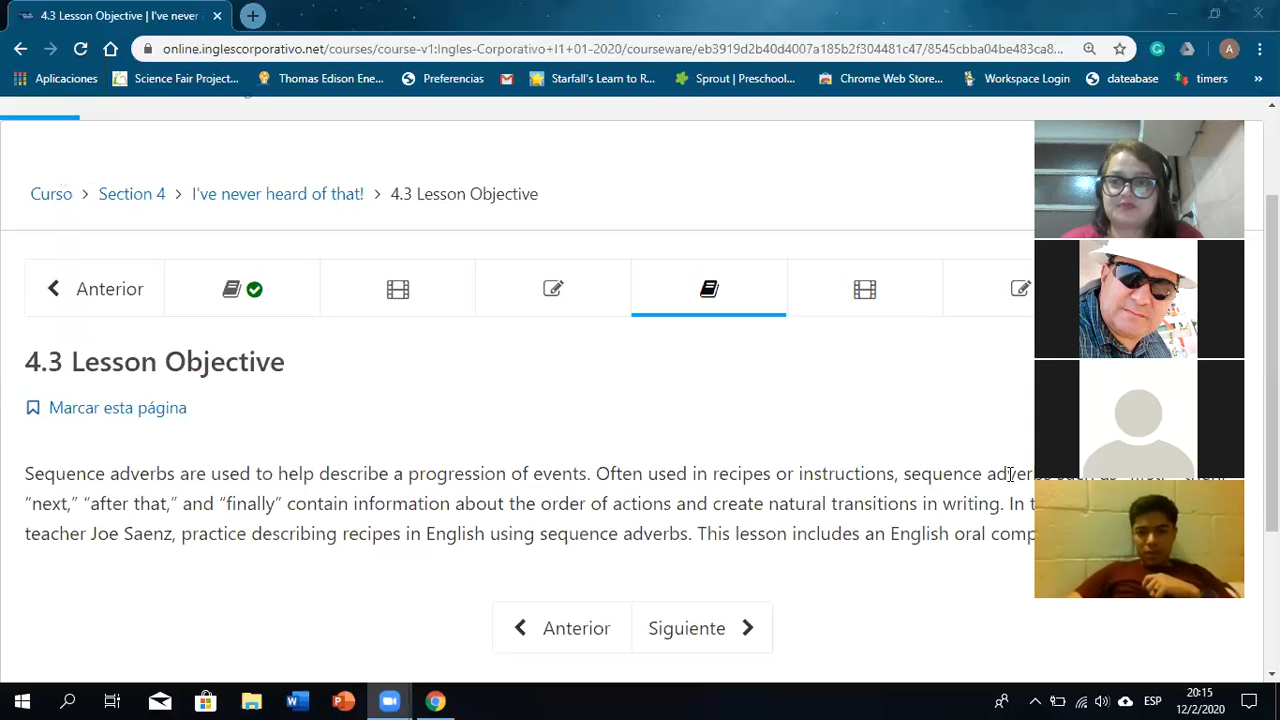 4.3 Lesson Objective | I've never
online.inglescorporativo.net/courses/course-v1:Ingles-Corporativo+I1+01-2020/courseware/eb3919d2b40d4007a185b2f304481c47/8545cbba04be483ca8...
A
Aplicaciones Science Fair Project... Thomas Edison Ene... Preferencias Starfall's Learn to R... Sprout | Preschool... Chrome Web Store... Workspace Login dateabase timers »
Curso > Section 4 > I've never heard of that! > 4.3 Lesson Objective
Anterior
4.3 Lesson Objective
Marcar esta página
Sequence adverbs are used to help describe a progression of events. Often used in recipes or instructions, sequence adverbs
“next,” “after that,” and “finally” contain information about the order of actions and create natural transitions in writing. In
teacher Joe Saenz, practice describing recipes in English using sequence adverbs. This lesson includes an English oral
Anterior Siguiente
ESP
20:15
12/2/2020